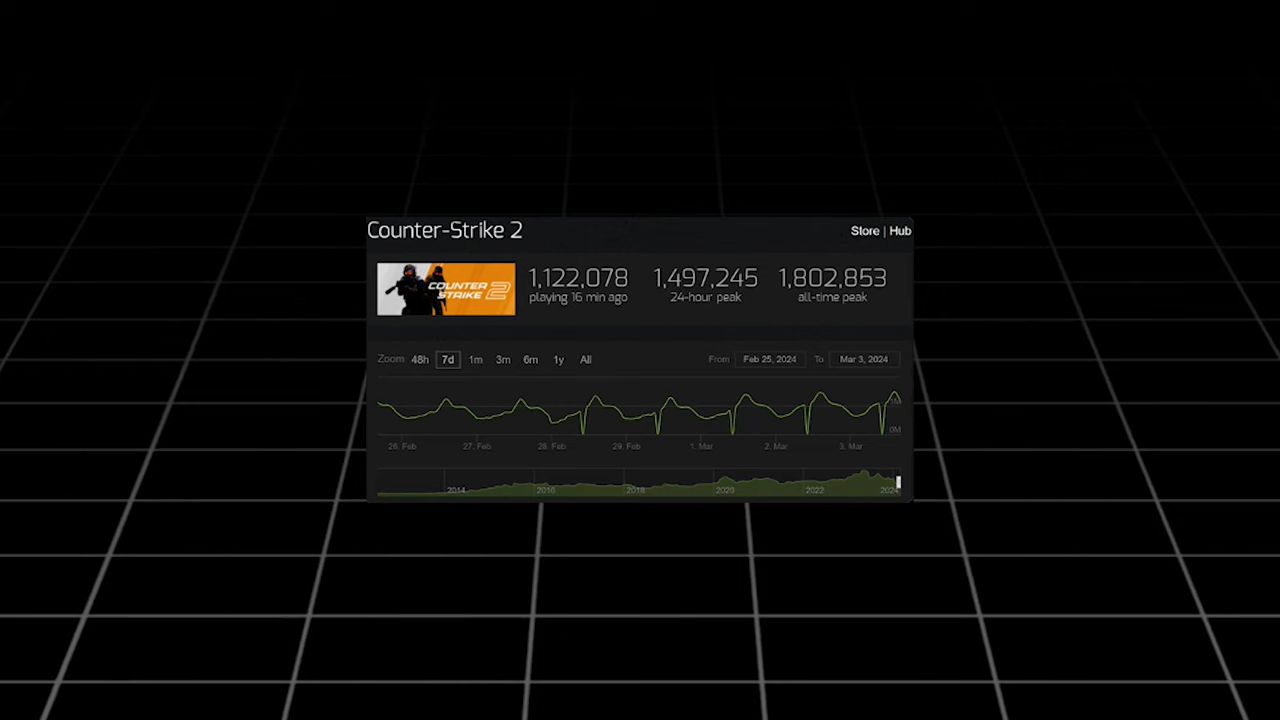 Counter-Strike 2
Store | Hub
COUNTER
STRIKE 2
1,122,078
playing 16 min ago
1,497,245
24-hour peak
1,802,853
all-time peak
Zoom 48h 7d 1m 3m 6m 1y All
From Feb 25, 2024 To Mar 3, 2024
1M
0M
26. Feb 27. Feb 28. Feb 29. Feb 1. Mar 2. Mar 3. Mar
2014 2016 2018 2020 2022 2024